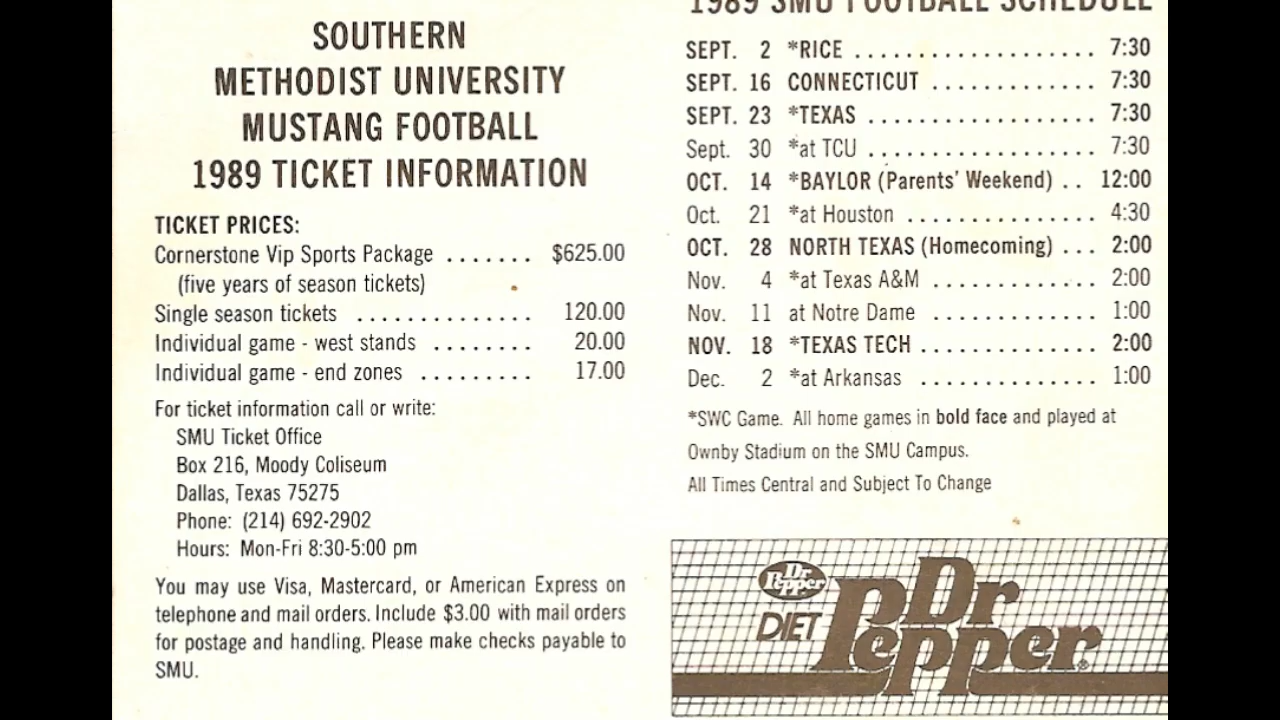 SOUTHERN
METHODIST UNIVERSITY
MUSTANG FOOTBALL
1989 TICKET INFORMATION
TICKET PRICES:
Cornerstone Vip Sports Package ....... $625.00
(five years of season tickets)
Single season tickets .............. 120.00
Individual game - west stands ........ 20.00
Individual game - end zones ......... 17.00
For ticket information call or write:
SMU Ticket Office
Box 216, Moody Coliseum
Dallas, Texas 75275
Phone: (214) 692-2902
Hours: Mon-Fri 8:30-5:00 pm
You may use Visa, Mastercard, or American Express on
telephone and mail orders. Include $3.00 with mail orders
for postage and handling. Please make checks payable to
SMU.
1989 SMU FOOTBALL SCHEDULE
SEPT. 2 *RICE ................... 7:30
SEPT. 16 CONNECTICUT ............. 7:30
SEPT. 23 *TEXAS .................. 7:30
Sept. 30 *at TCU .................. 7:30
OCT. 14 *BAYLOR (Parents' Weekend) .. 12:00
Oct. 21 *at Houston ............... 4:30
OCT. 28 NORTH TEXAS (Homecoming) ... 2:00
Nov. 4 *at Texas A&M ............. 2:00
Nov. 11 at Notre Dame ............. 1:00
NOV. 18 *TEXAS TECH .............. 2:00
Dec. 2 *at Arkansas .............. 1:00
*SWC Game. All home games in bold face and played at
Ownby Stadium on the SMU Campus.
All Times Central and Subject To Change
Dr Pepper
DIET
Dr Pepper®